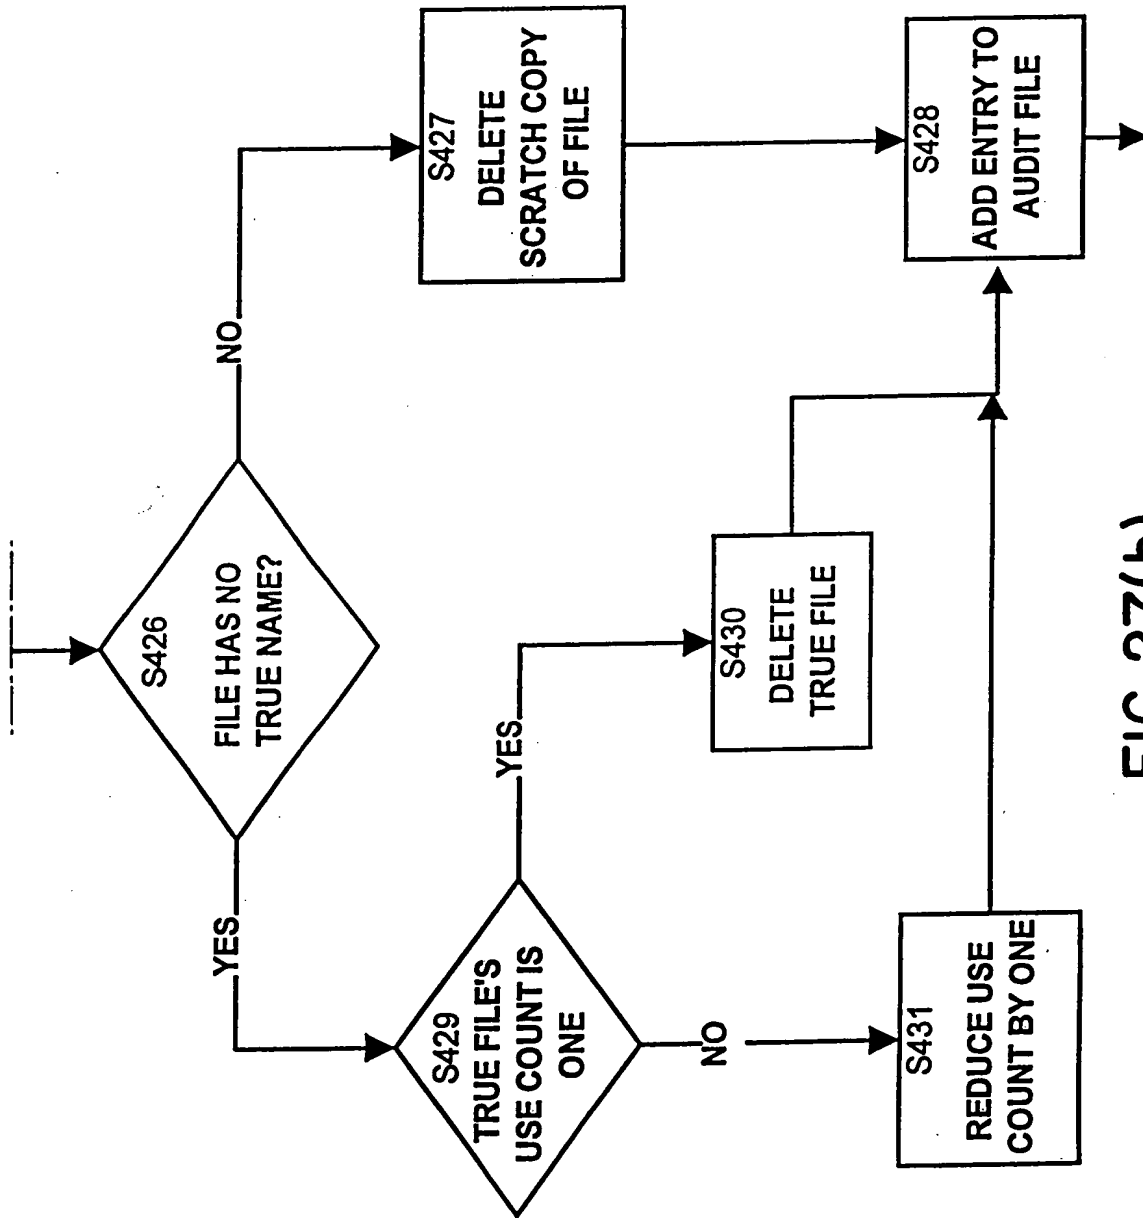 S426
FILE HAS NO
TRUE NAME?
YES
NO
S427
DELETE
SCRATCH COPY
OF FILE
S429
TRUE FILE'S
USE COUNT IS
ONE
YES
NO
S430
DELETE
TRUE FILE
S431
REDUCE USE
COUNT BY ONE
S428
ADD ENTRY TO
AUDIT FILE
FIG. 27(b)